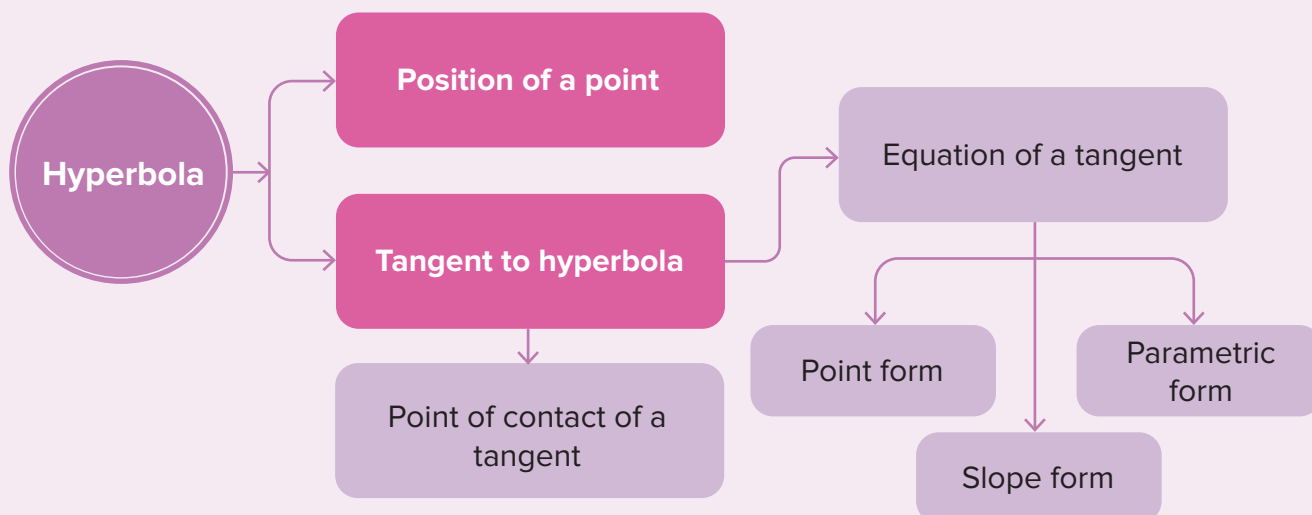 Hyperbola
Position of a point
Tangent to hyperbola
Point of contact of a
tangent
Equation of a tangent
Point form
Parametric
form
Slope form